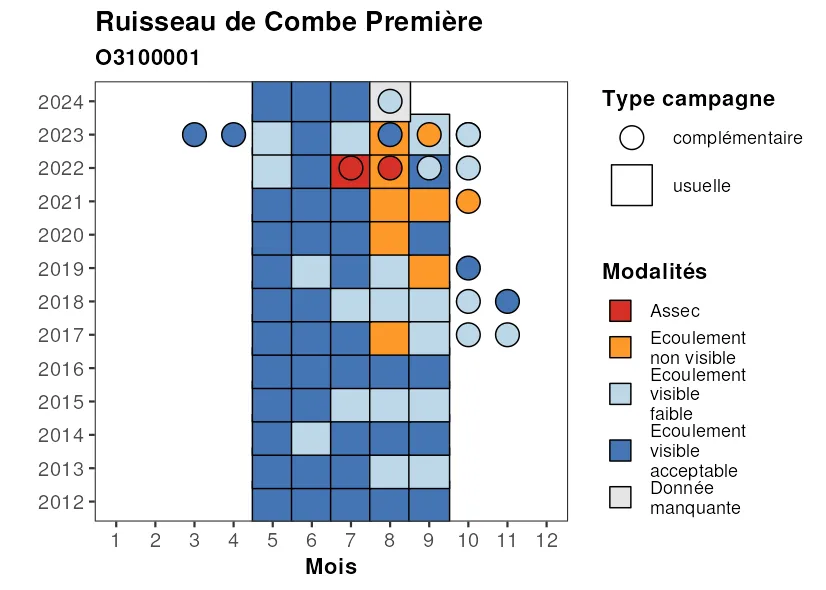 Ruisseau de Combe Première
O3100001
2024
2023
2022
2021
2020
2019
2018
2017
2016
2015
2014
2013
2012
1 2 3 4 5 6 7 8 9 10 11 12
Mois
Type campagne
complémentaire
usuelle
Modalités
Assec
Ecoulement
non visible
Ecoulement
visible
faible
Ecoulement
visible
acceptable
Donnée
manquante